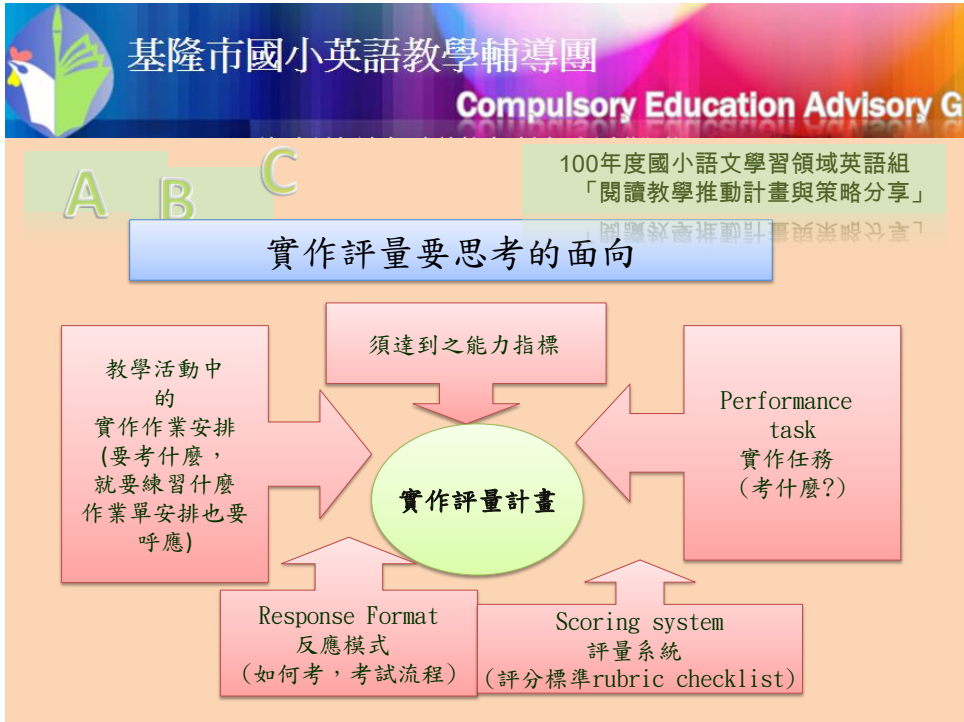 基隆市國小英語教學輔導團
Compulsory Education Advisory G
A B C
100年度國小語文學習領域英語組
「閱讀教學推動計畫與策略分享」
實作評量要思考的面向
須達到之能力指標
教學活動中
的
實作作業安排
(要考什麼，
就要練習什麼
作業單安排也要
呼應)
Performance
task
實作任務
（考什麼?）
實作評量計畫
Response Format
反應模式
（如何考，考試流程）
Scoring system
評量系統
（評分標準rubric checklist）